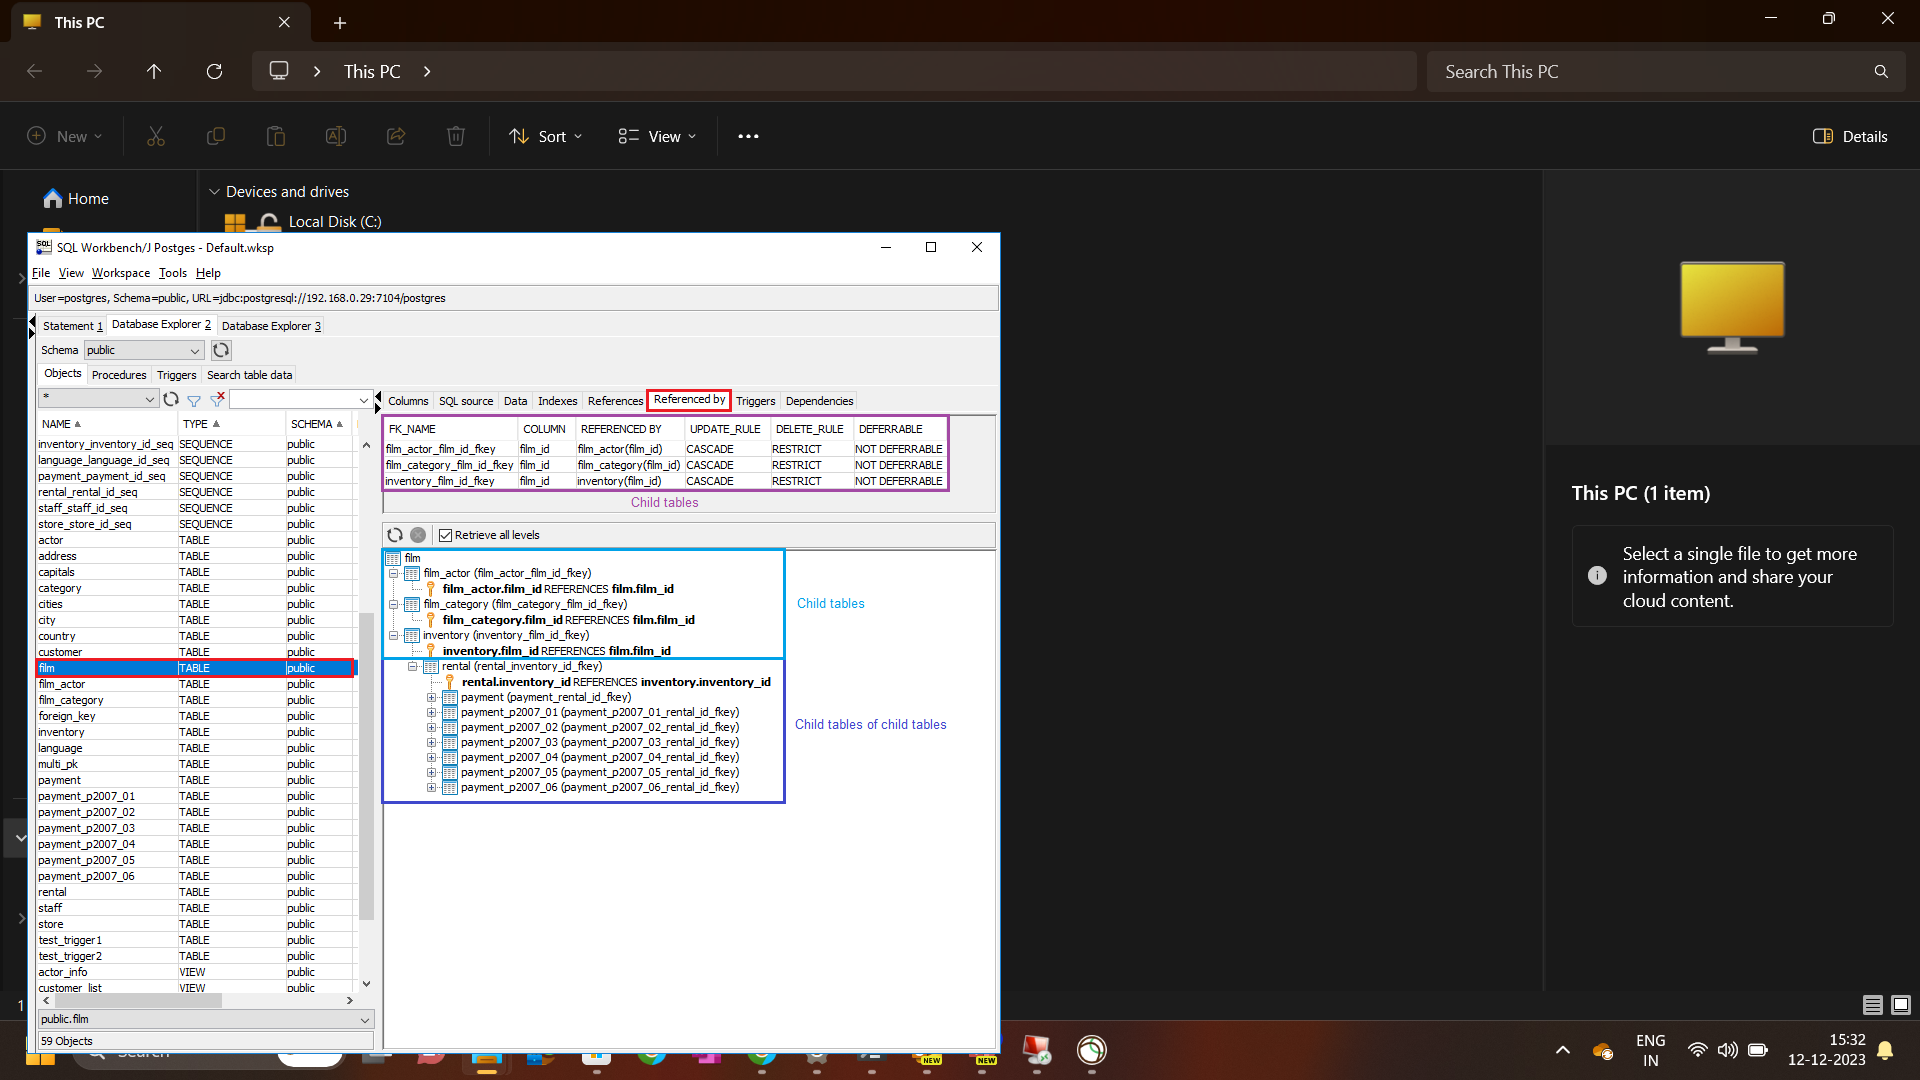 This PC
This PC
Search This PC
New
Sort
View
Details
Home
Devices and drives
Local Disk (C:)
SQL Workbench/J Postges - Default.wksp
File View Workspace Tools Help
User=postgres, Schema=public, URL=jdbc:postgresql://192.168.0.29:7104/postgres
Statement 1 Database Explorer 2 Database Explorer 3
Schema public
Objects Procedures Triggers Search table data
*
Columns SQL source Data Indexes References Referenced by Triggers Dependencies
NAME TYPE SCHEMA
inventory_inventory_id_seq SEQUENCE public
language_language_id_seq SEQUENCE public
payment_payment_id_seq SEQUENCE public
rental_rental_id_seq SEQUENCE public
staff_staff_id_seq SEQUENCE public
store_store_id_seq SEQUENCE public
actor TABLE public
address TABLE public
capitals TABLE public
category TABLE public
cities TABLE public
city TABLE public
country TABLE public
customer TABLE public
film TABLE public
film_actor TABLE public
film_category TABLE public
foreign_key TABLE public
inventory TABLE public
language TABLE public
multi_pk TABLE public
payment TABLE public
payment_p2007_01 TABLE public
payment_p2007_02 TABLE public
payment_p2007_03 TABLE public
payment_p2007_04 TABLE public
payment_p2007_05 TABLE public
payment_p2007_06 TABLE public
rental TABLE public
staff TABLE public
store TABLE public
test_trigger1 TABLE public
test_trigger2 TABLE public
actor_info VIEW public
customer_list VIEW public
public.film
59 Objects
FK_NAME COLUMN REFERENCED BY UPDATE_RULE DELETE_RULE DEFERRABLE
film_actor_film_id_fkey film_id film_actor(film_id) CASCADE RESTRICT NOT DEFERRABLE
film_category_film_id_fkey film_id film_category(film_id) CASCADE RESTRICT NOT DEFERRABLE
inventory_film_id_fkey film_id inventory(film_id) CASCADE RESTRICT NOT DEFERRABLE
Child tables
Retrieve all levels
film
film_actor (film_actor_film_id_fkey)
film_actor.film_id REFERENCES film.film_id
film_category (film_category_film_id_fkey)
film_category.film_id REFERENCES film.film_id
inventory (inventory_film_id_fkey)
inventory.film_id REFERENCES film.film_id
Child tables
rental (rental_inventory_id_fkey)
rental.inventory_id REFERENCES inventory.inventory_id
payment (payment_rental_id_fkey)
payment_p2007_01 (payment_p2007_01_rental_id_fkey)
payment_p2007_02 (payment_p2007_02_rental_id_fkey)
payment_p2007_03 (payment_p2007_03_rental_id_fkey)
payment_p2007_04 (payment_p2007_04_rental_id_fkey)
payment_p2007_05 (payment_p2007_05_rental_id_fkey)
payment_p2007_06 (payment_p2007_06_rental_id_fkey)
Child tables of child tables
This PC (1 item)
Select a single file to get more
information and share your
cloud content.
1
Search
NEW
NEW
ENG
IN
15:32
12-12-2023